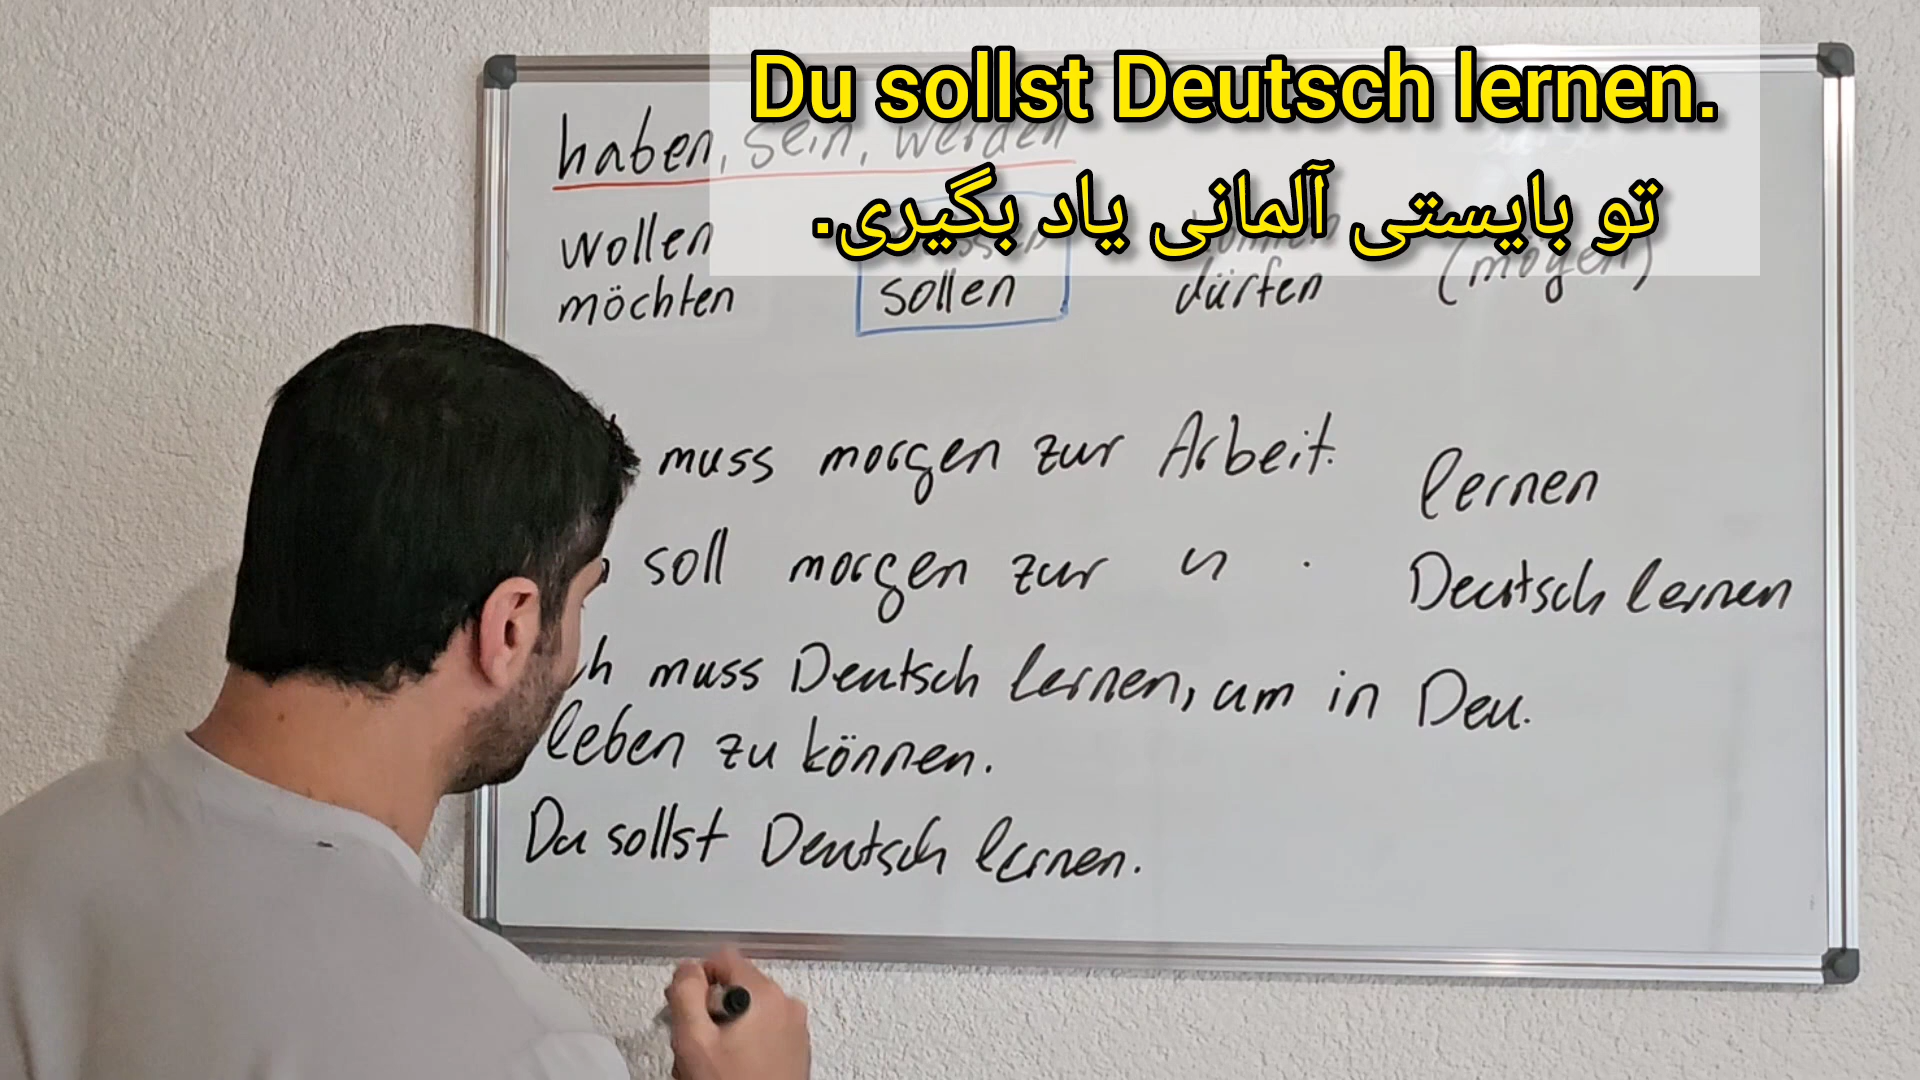 Du sollst Deutsch lernen.
تو بایستی آلمانی یاد بگیری.
haben, sein, werden
wollen
möchten sollen dürfen (mögen)
muss morgen zur Arbeit.
lernen
soll morgen zur " .
Deutsch lernen
ch muss Deutsch lernen, um in Deu.
leben zu können.
Du sollst Deutsch lernen.